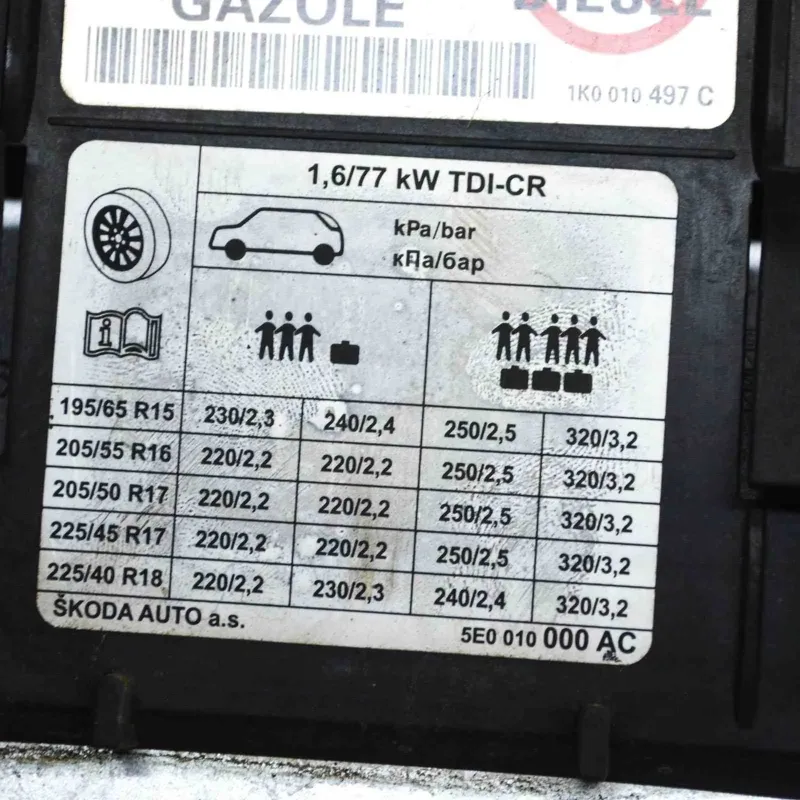 GAZOLE
DIESEL
1K0 010 497 C
1,6/77 kW TDI-CR
kPa/bar
кПа/бар
i
195/65 R15 230/2,3 240/2,4 250/2,5 320/3,2
205/55 R16 220/2,2 220/2,2 250/2,5 320/3,2
205/50 R17 220/2,2 220/2,2 250/2,5 320/3,2
225/45 R17 220/2,2 220/2,2 250/2,5 320/3,2
225/40 R18 220/2,2 230/2,3 240/2,4 320/3,2
ŠKODA AUTO a.s.
5E0 010 000 AC